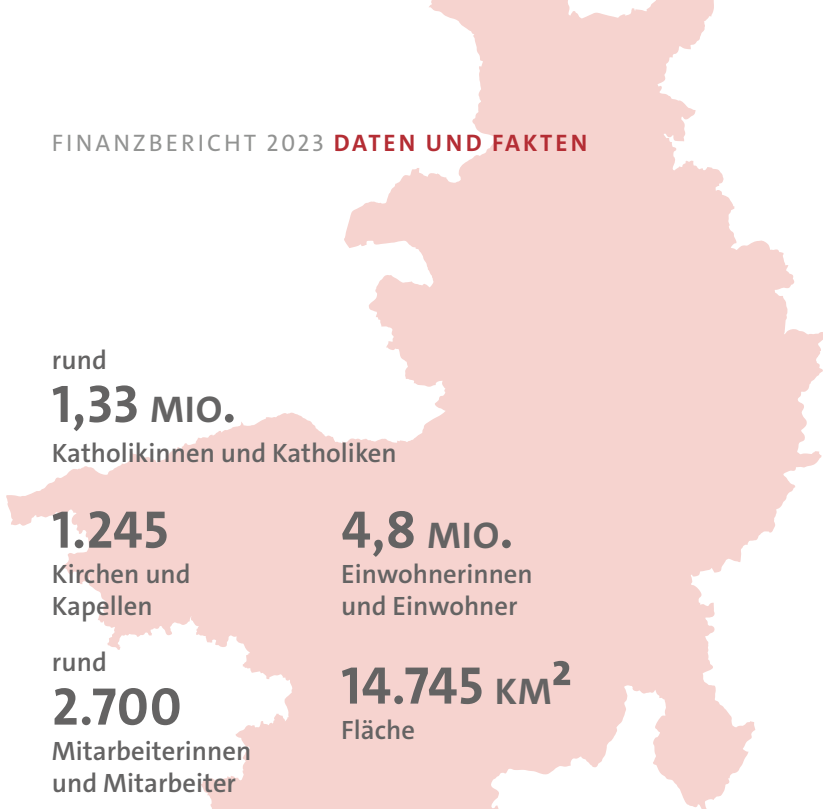 FINANZBERICHT 2023 DATEN UND FAKTEN
rund
1,33 MIO.
Katholikinnen und Katholiken
1.245
Kirchen und
Kapellen
4,8 MIO.
Einwohnerinnen
und Einwohner
rund
2.700
Mitarbeiterinnen
und Mitarbeiter
14.745 KM²
Fläche